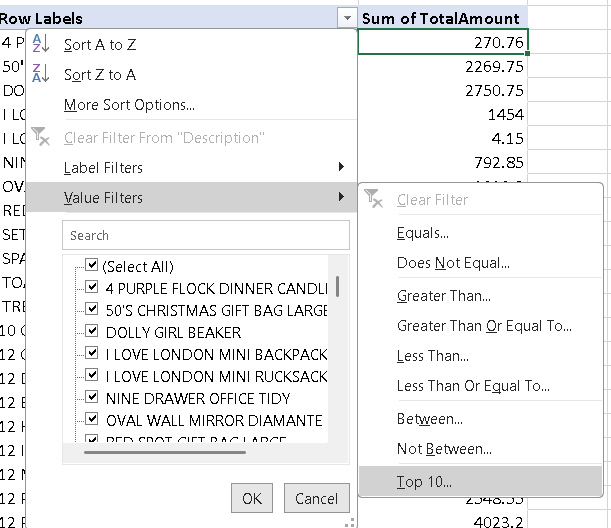 Row Labels Sum of TotalAmount
4 P 270.76
50' 2269.75
DO 2750.75
I LO 1454
I LO 4.15
NIN 792.85
OV
RED
SET
SPA
TO
TRE
10 C
12 C
12
12
12
12 H
12 I
12 M
12 P 2548.55
12 P 4023.2
Sort A to Z
Sort Z to A
More Sort Options...
Clear Filter From "Description"
Label Filters
Value Filters
Search
(Select All)
4 PURPLE FLOCK DINNER CANDL
50'S CHRISTMAS GIFT BAG LARGE
DOLLY GIRL BEAKER
I LOVE LONDON MINI BACKPACK
I LOVE LONDON MINI RUCKSACK
NINE DRAWER OFFICE TIDY
OVAL WALL MIRROR DIAMANTE
RED SPOT GIFT BAG LARGE
OK Cancel
Clear Filter
Equals...
Does Not Equal...
Greater Than...
Greater Than Or Equal To...
Less Than...
Less Than Or Equal To...
Between...
Not Between...
Top 10...